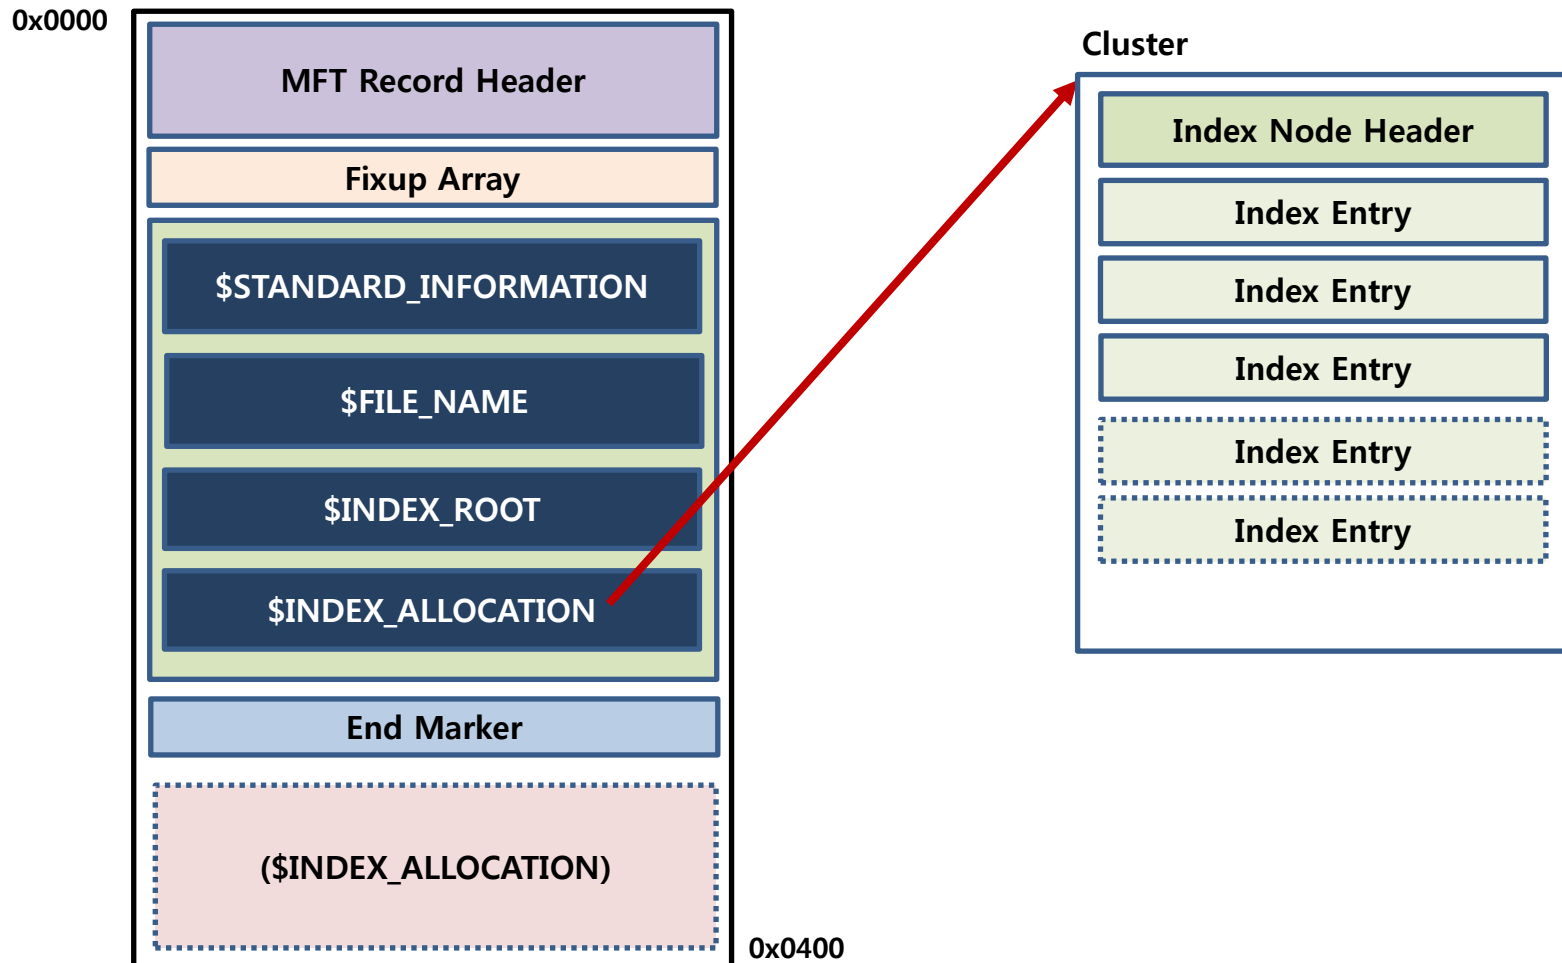 0x0000
MFT Record Header
Fixup Array
$STANDARD_INFORMATION
$FILE_NAME
$INDEX_ROOT
$INDEX_ALLOCATION
End Marker
($INDEX_ALLOCATION)
0x0400
Cluster
Index Node Header
Index Entry
Index Entry
Index Entry
Index Entry
Index Entry